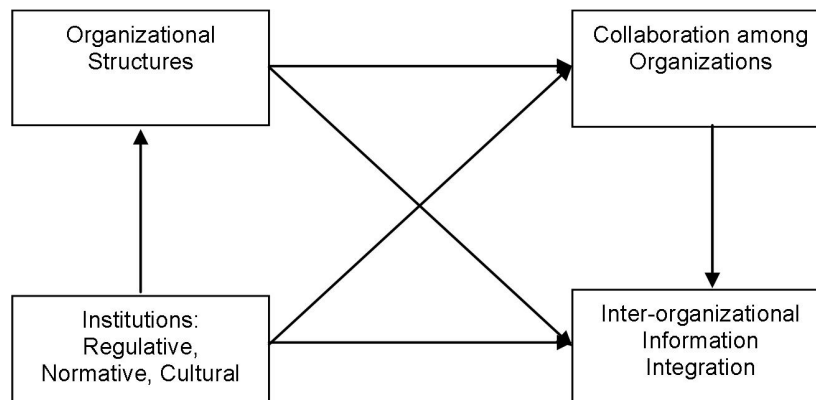 Organizational
Structures
Collaboration among
Organizations
Institutions:
Regulative,
Normative, Cultural
Inter-organizational
Information
Integration